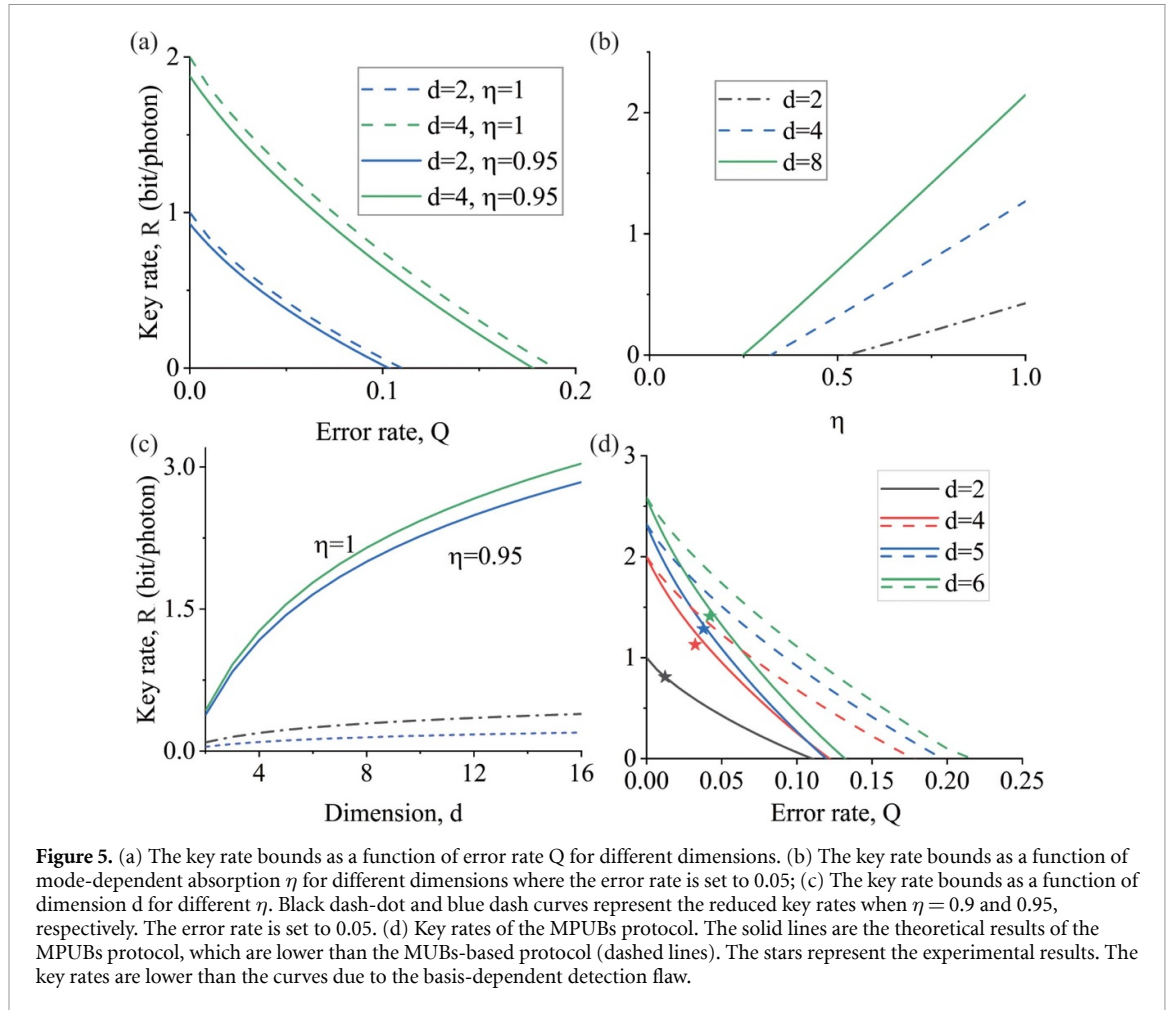 (a)
2
1
0
0.0
0.1
0.2
Key rate, R (bit/photon)
Error rate, Q
d=2, η=1
d=4, η=1
d=2, η=0.95
d=4, η=0.95
(b)
2
1
0
0.0
0.5
1.0
η
d=2
d=4
d=8
(c)
3.0
1.5
0.0
4
8
12
16
Key rate, R (bit/photon)
Dimension, d
η=1
η=0.95
(d)
3
2
1
0
0.00
0.05
0.10
0.15
0.20
0.25
Error rate, Q
d=2
d=4
d=5
d=6
Figure 5. (a) The key rate bounds as a function of error rate Q for different dimensions. (b) The key rate bounds as a function of
mode-dependent absorption η for different dimensions where the error rate is set to 0.05; (c) The key rate bounds as a function of
dimension d for different η. Black dash-dot and blue dash curves represent the reduced key rates when η = 0.9 and 0.95,
respectively. The error rate is set to 0.05. (d) Key rates of the MPUBs protocol. The solid lines are the theoretical results of the
MPUBs protocol, which are lower than the MUBs-based protocol (dashed lines). The stars represent the experimental results. The
key rates are lower than the curves due to the basis-dependent detection flaw.